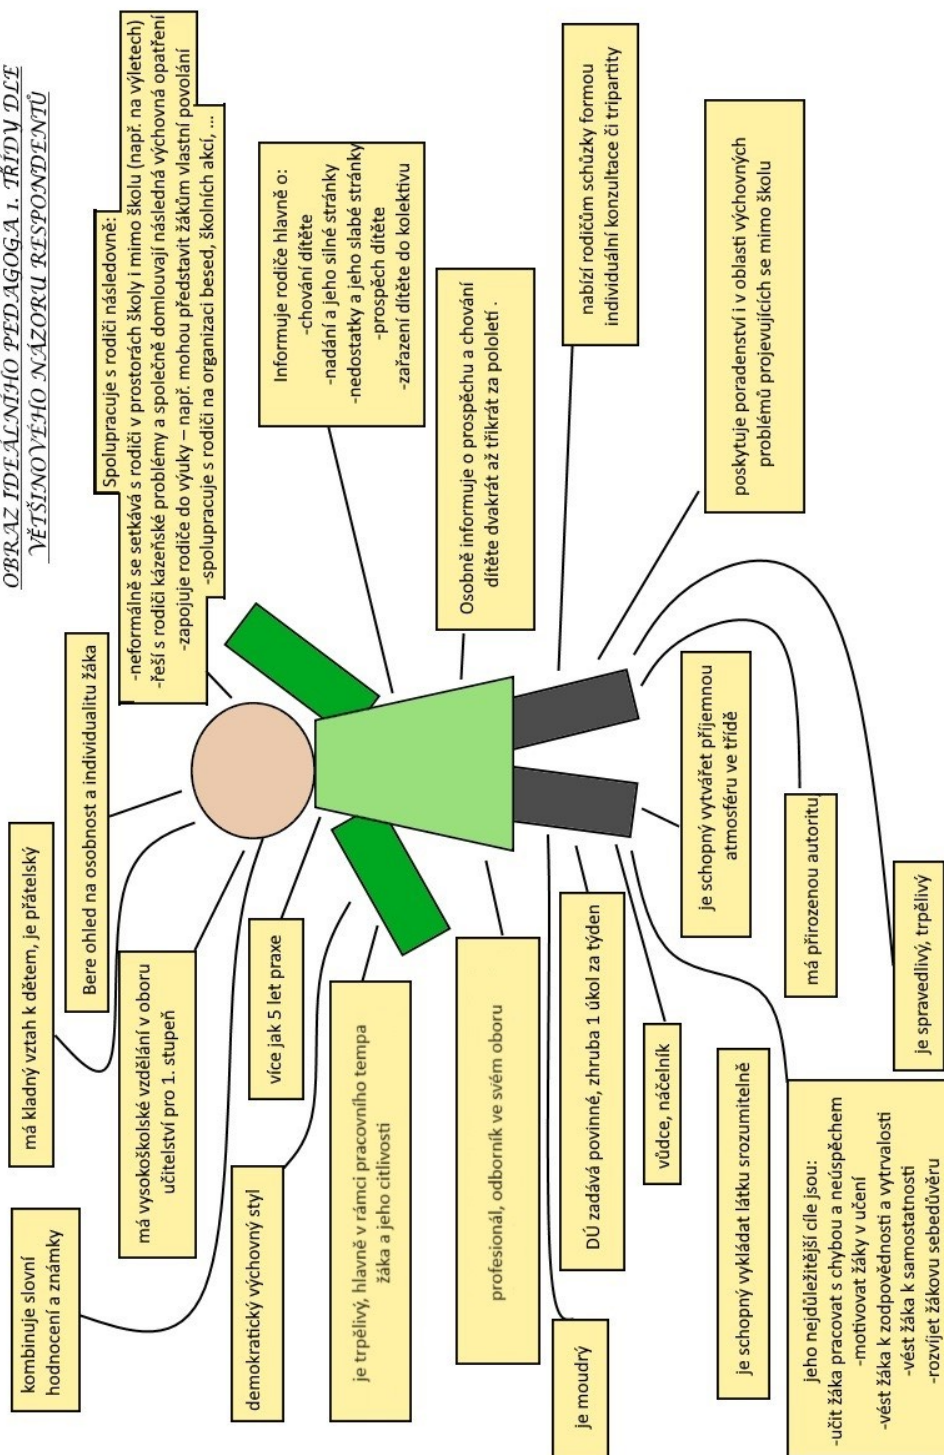 OBRAZ IDEÁLNÍHO PEDAGOGA 1. TŘÍDY DLE
VĚTŠINOVÉHO NÁZORU RESPONDENTŮ
kombinuje slovní
hodnocení a známky
má kladný vztah k dětem, je přátelský
Bere ohled na osobnost a individualitu žáka
Spolupracuje s rodiči následovně:
-neformálně se setkává s rodiči v prostorách školy i mimo školu (např. na výletech)
-řeší s rodiči kázeňské problémy a společně domlouvají následná výchovná opatření
-zapojuje rodiče do výuky – např. mohou představit žákům vlastní povolání
-spolupracuje s rodiči na organizaci besed, školních akcí, ...
má vysokoškolské vzdělání v oboru
učitelství pro 1. stupeň
více jak 5 let praxe
demokratický výchovný styl
Informuje rodiče hlavně o:
-chování dítěte
-nadání a jeho silné stránky
-nedostatky a jeho slabé stránky
-prospěch dítěte
-zařazení dítěte do kolektivu
je trpělivý, hlavně v rámci pracovního tempa
žáka a jeho citlivosti
Osobně informuje o prospěchu a chování
dítěte dvakrát až třikrát za pololetí .
profesionál, odborník ve svém oboru
nabízí rodičům schůzky formou
individuální konzultace či tripartity
DÚ zadává povinné, zhruba 1 úkol za týden
je moudrý
vůdce, náčelník
poskytuje poradenství i v oblasti výchovných
problémů projevujících se mimo školu
je schopný vytvářet příjemnou
atmosféru ve třídě
je schopný vykládat látku srozumitelně
má přirozenou autoritu,
jeho nejdůležitější cíle jsou:
-učit žáka pracovat s chybou a neúspěchem
-motivovat žáky v učení
-vést žáka k zodpovědnosti a vytrvalosti
-vést žáka k samostatnosti
-rozvíjet žákovu sebedůvěru
je spravedlivý, trpělivý